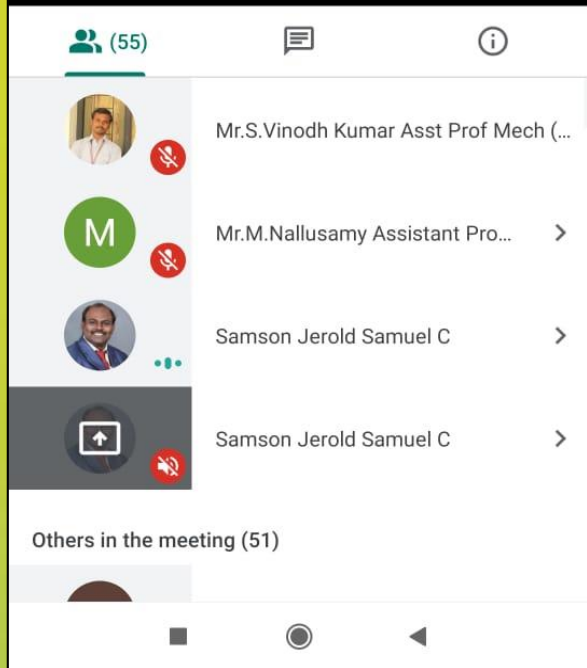 (55)
Mr.S.Vinodh Kumar Asst Prof Mech (...
M
Mr.M.Nallusamy Assistant Pro...
Samson Jerold Samuel C
Samson Jerold Samuel C
Others in the meeting (51)